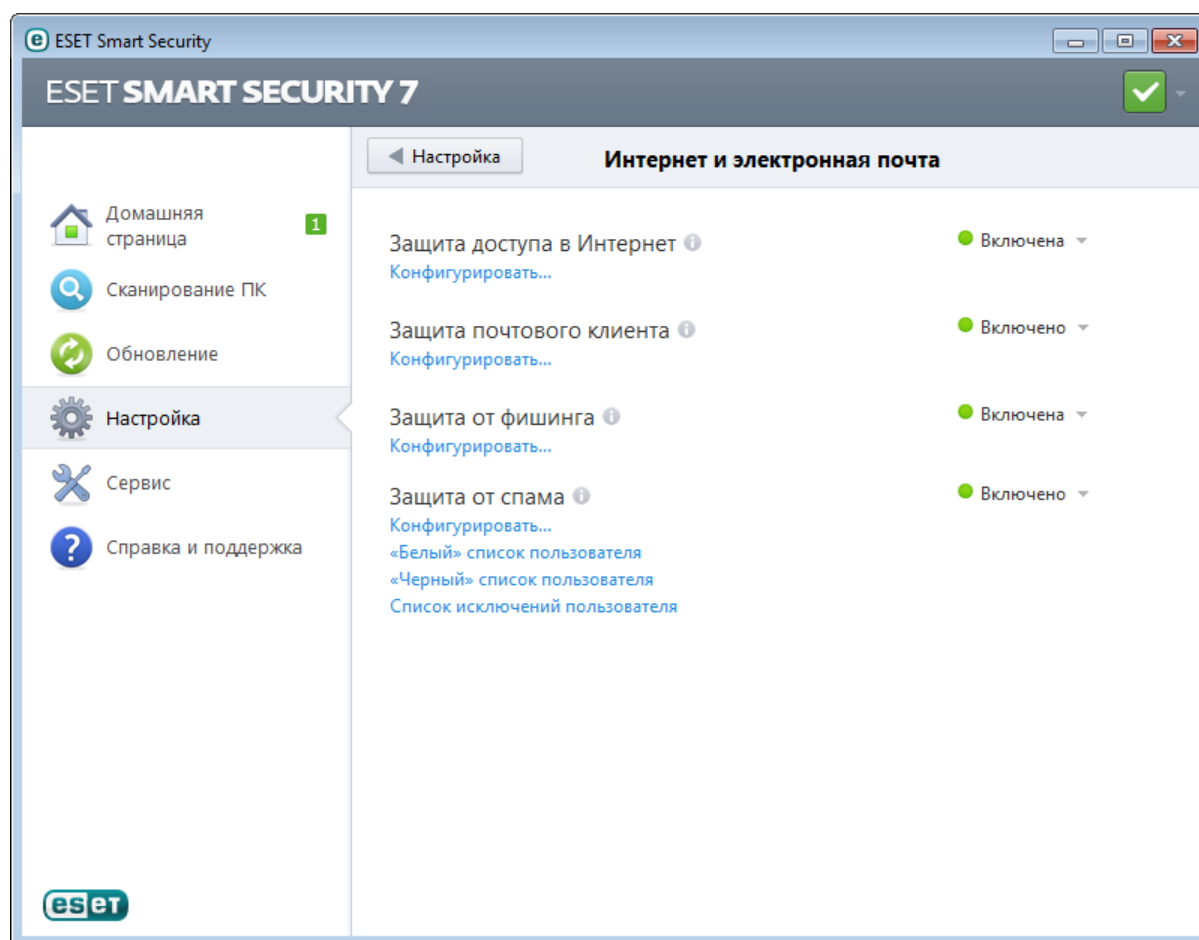 ESET Smart Security
ESET SMART SECURITY 7
Настройка
Интернет и электронная почта
Домашняя
страница
1
Сканирование ПК
Обновление
Настройка
Сервис
Справка и поддержка
Защита доступа в Интернет
Включена
Конфигурировать...
Защита почтового клиента
Включено
Конфигурировать...
Защита от фишинга
Включена
Конфигурировать...
Защита от спама
Включено
Конфигурировать...
«Белый» список пользователя
«Черный» список пользователя
Список исключений пользователя
eset